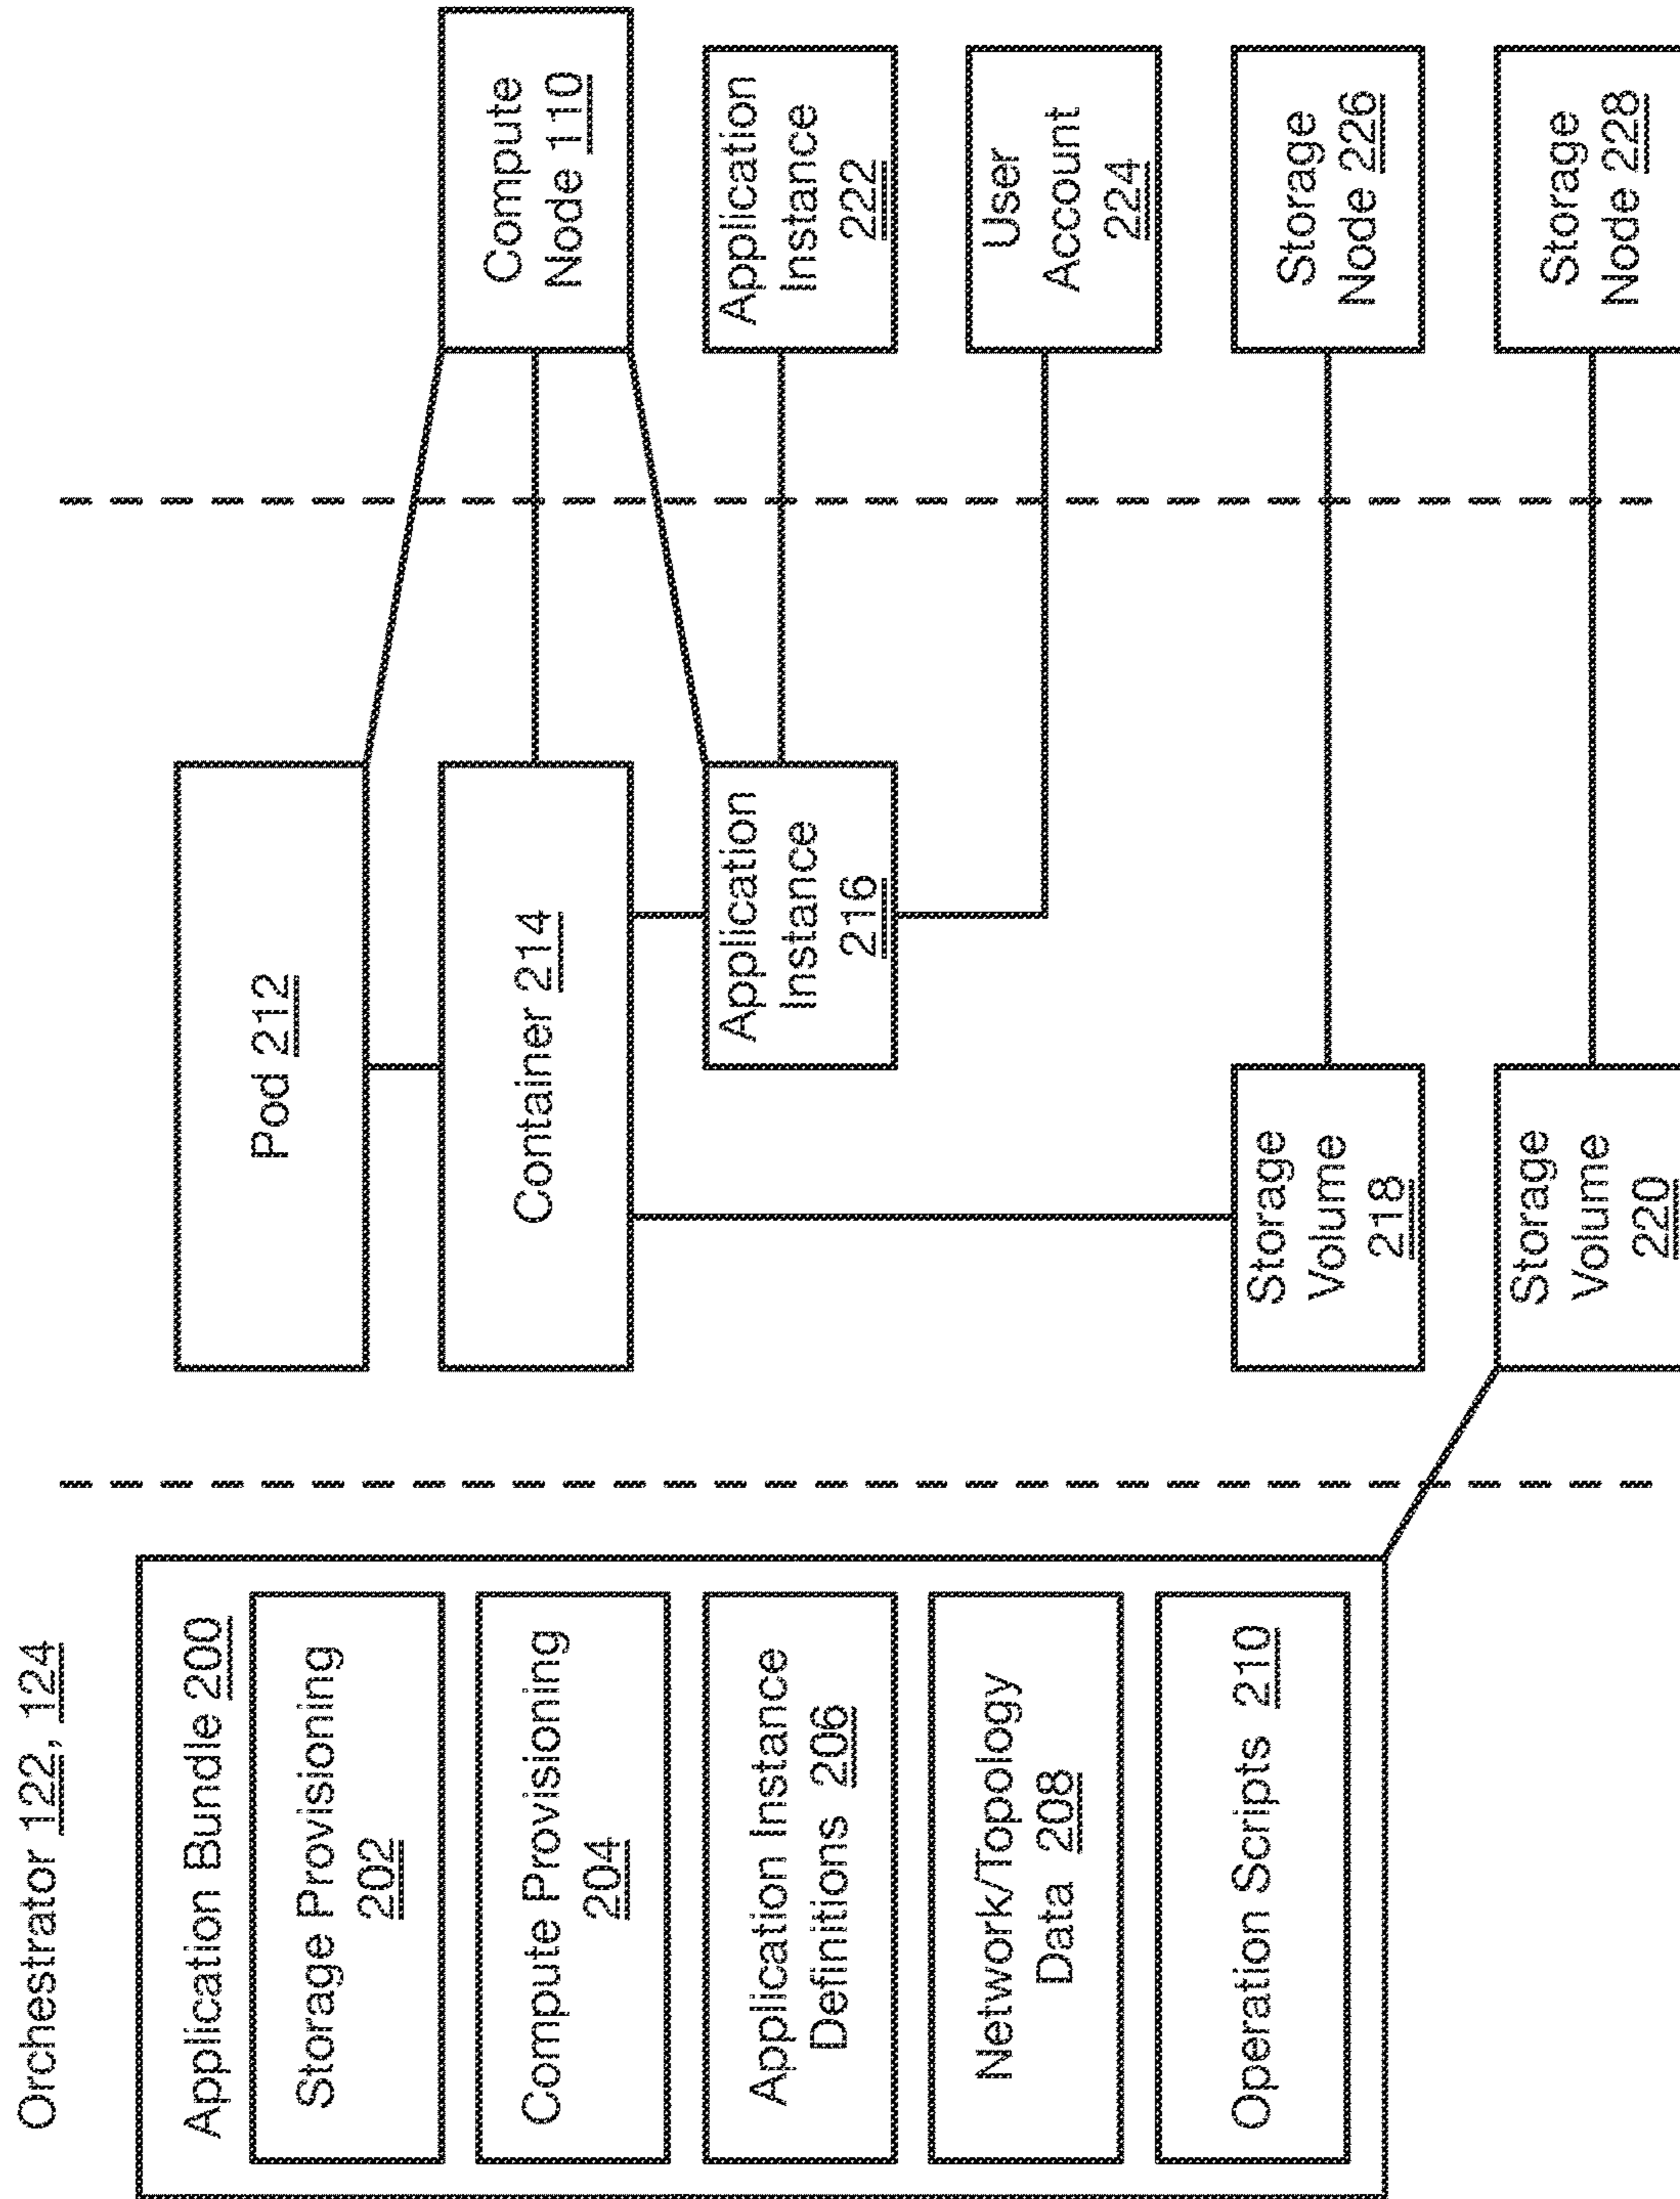 Orchestrator 122, 124
Application Bundle 200
Storage Provisioning
202
Compute Provisioning
204
Application Instance
Definitions 206
Network/Topology
Data 208
Operation Scripts 210
Pod 212
Container 214
Application
Instance
216
Storage
Volume
218
Storage
Volume
220
Compute
Node 110
Application
Instance
222
User
Account
224
Storage
Node 226
Storage
Node 228